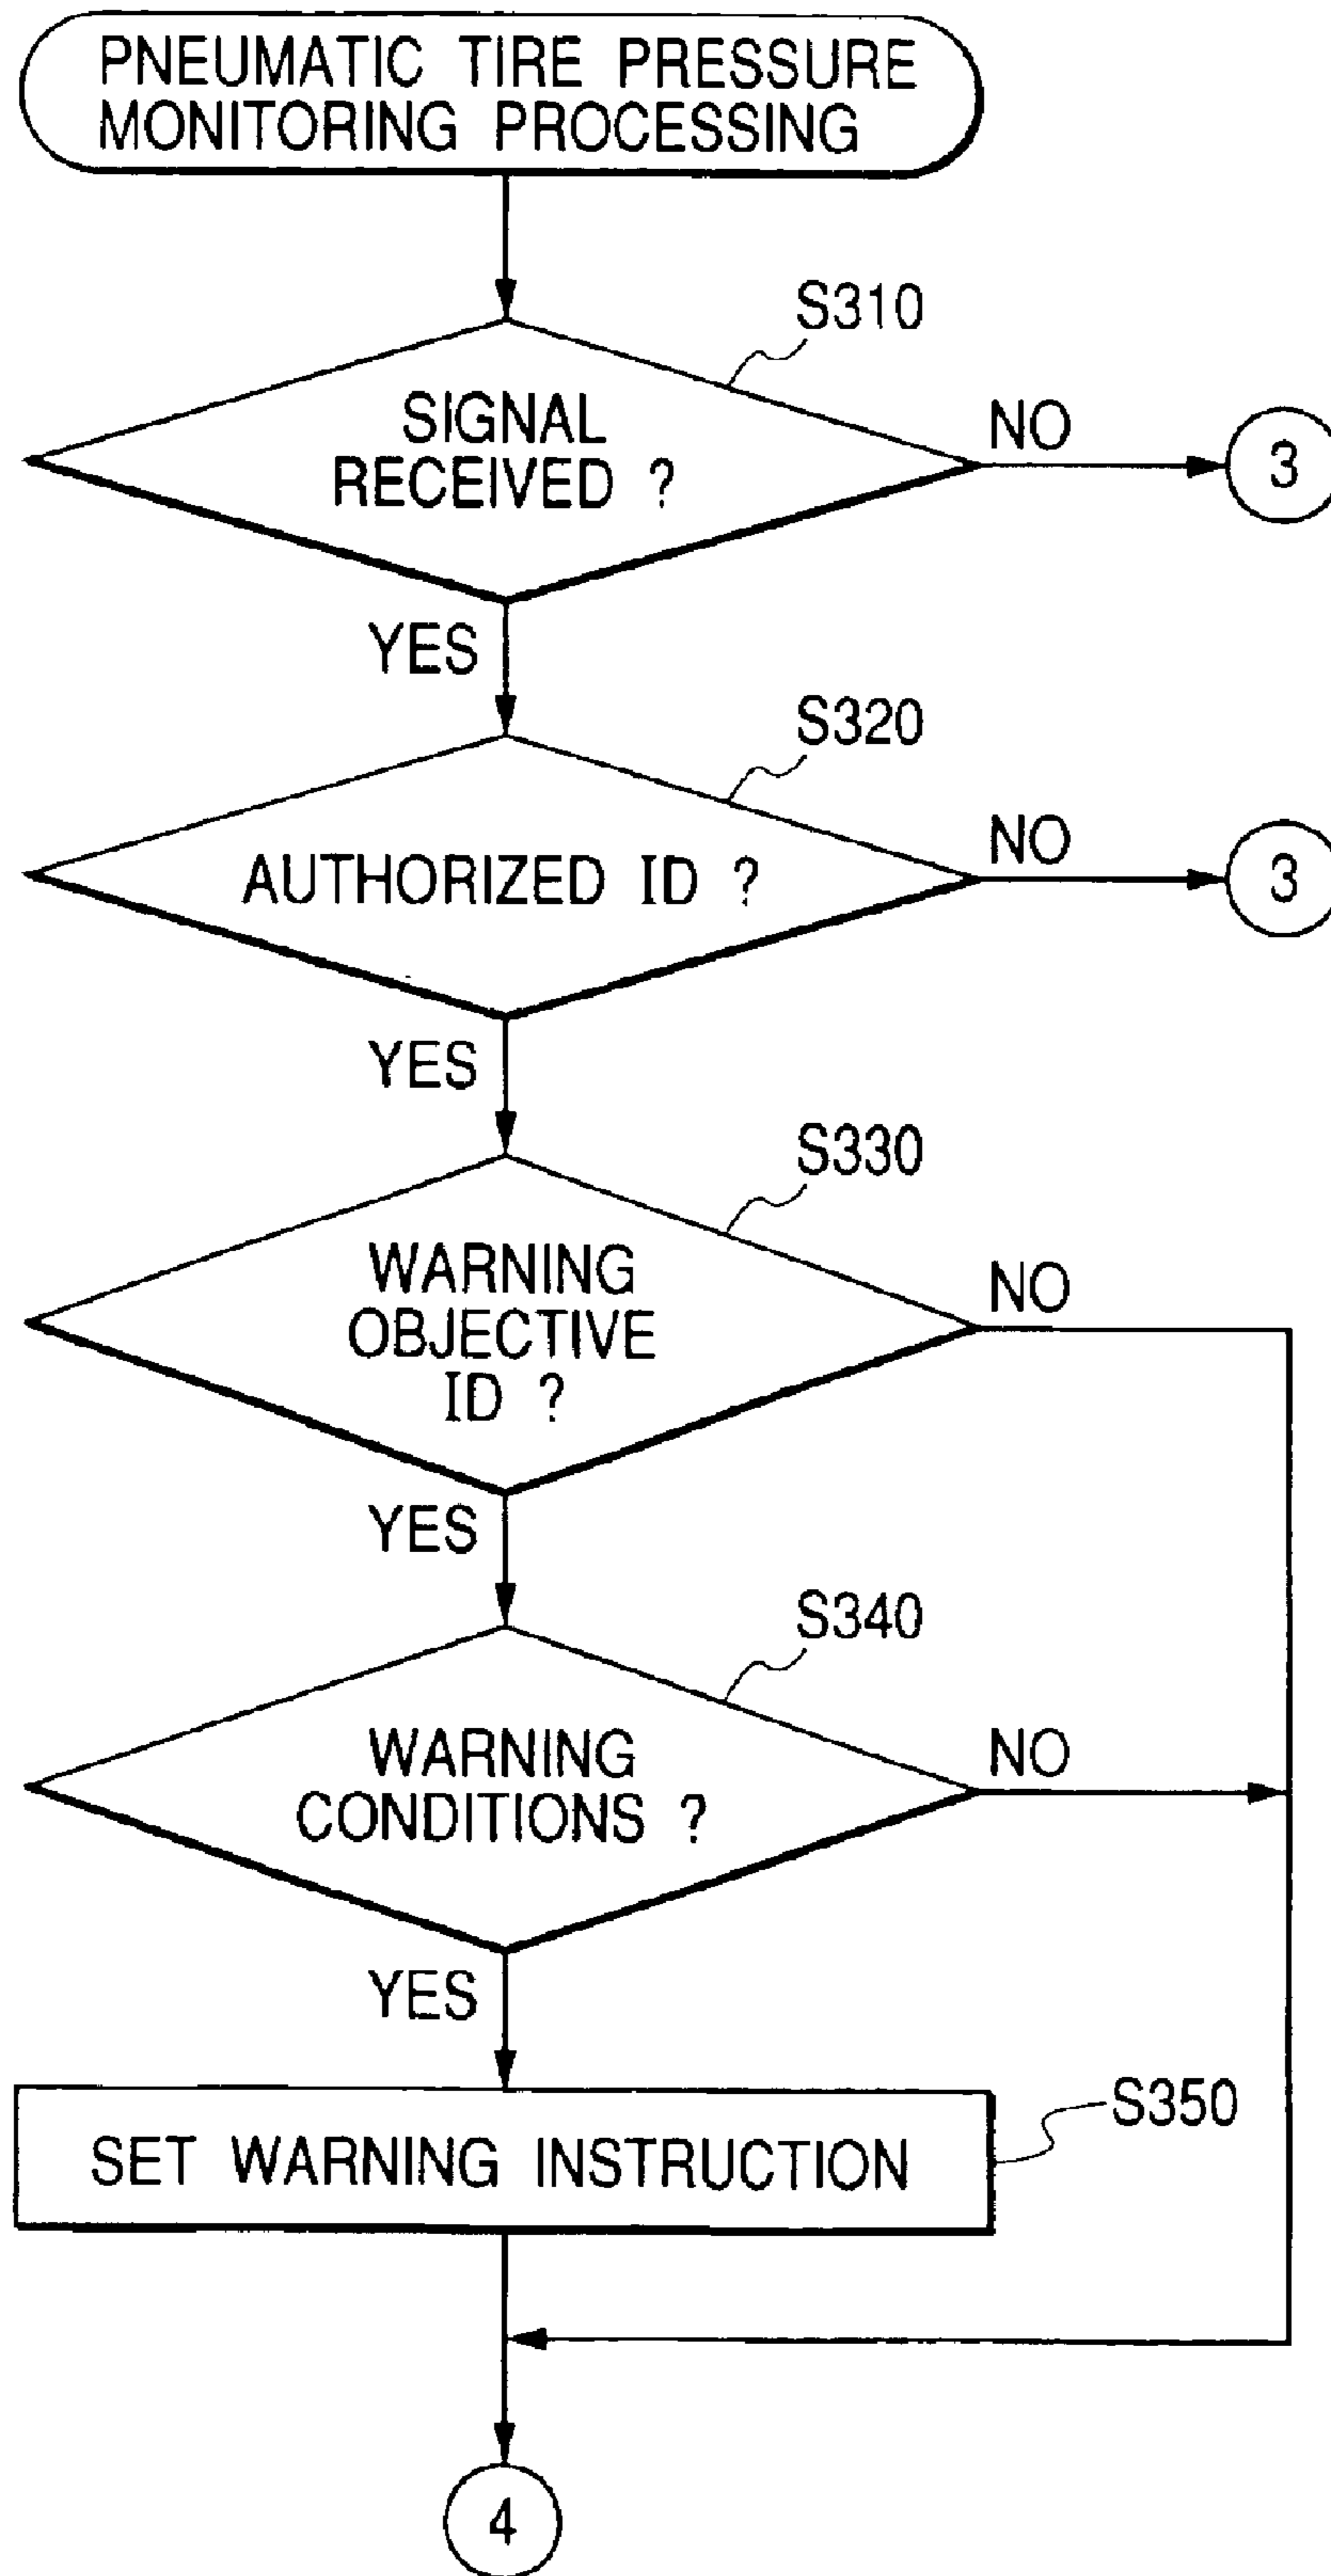 PNEUMATIC TIRE PRESSURE
MONITORING PROCESSING
S310
SIGNAL
RECEIVED ?
NO
3
YES
S320
AUTHORIZED ID ?
NO
3
YES
S330
WARNING
OBJECTIVE
ID ?
NO
YES
S340
WARNING
CONDITIONS ?
NO
YES
S350
SET WARNING INSTRUCTION
4